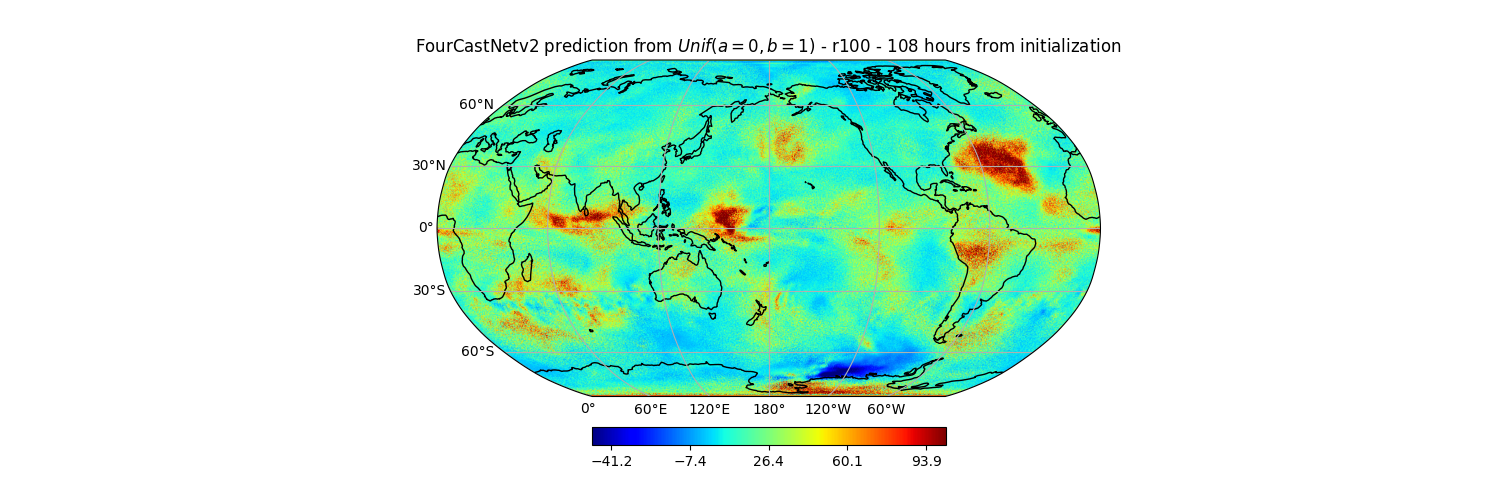 FourCastNetv2 prediction from Unif(a = 0, b = 1) - r100 - 108 hours from initialization
60°N
30°N
0°
30°S
60°S
0° 60°E 120°E 180° 120°W 60°W
−41.2 −7.4 26.4 60.1 93.9